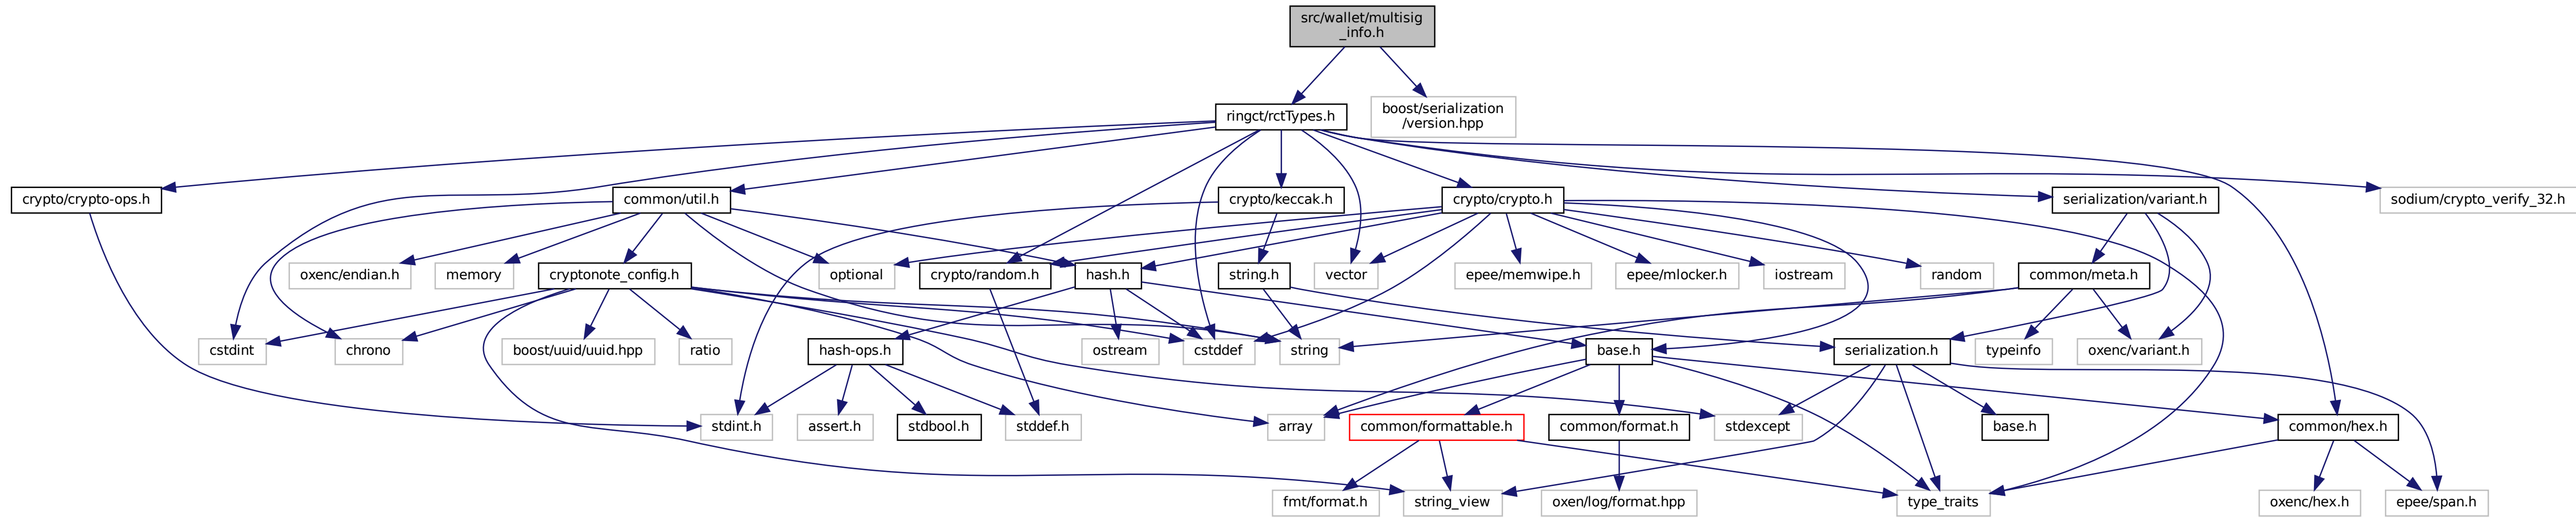 src/wallet/multisig
_info.h
ringct/rctTypes.h
boost/serialization
/version.hpp
crypto/crypto-ops.h
common/util.h
crypto/keccak.h
crypto/crypto.h
serialization/variant.h
sodium/crypto_verify_32.h
oxenc/endian.h
memory
cryptonote_config.h
optional
crypto/random.h
hash.h
string.h
vector
epee/memwipe.h
epee/mlocker.h
iostream
random
common/meta.h
cstdint
chrono
boost/uuid/uuid.hpp
ratio
hash-ops.h
ostream
cstddef
string
base.h
serialization.h
typeinfo
oxenc/variant.h
stdint.h
assert.h
stdbool.h
stddef.h
array
common/formattable.h
common/format.h
stdexcept
base.h
common/hex.h
fmt/format.h
string_view
oxen/log/format.hpp
type_traits
oxenc/hex.h
epee/span.h